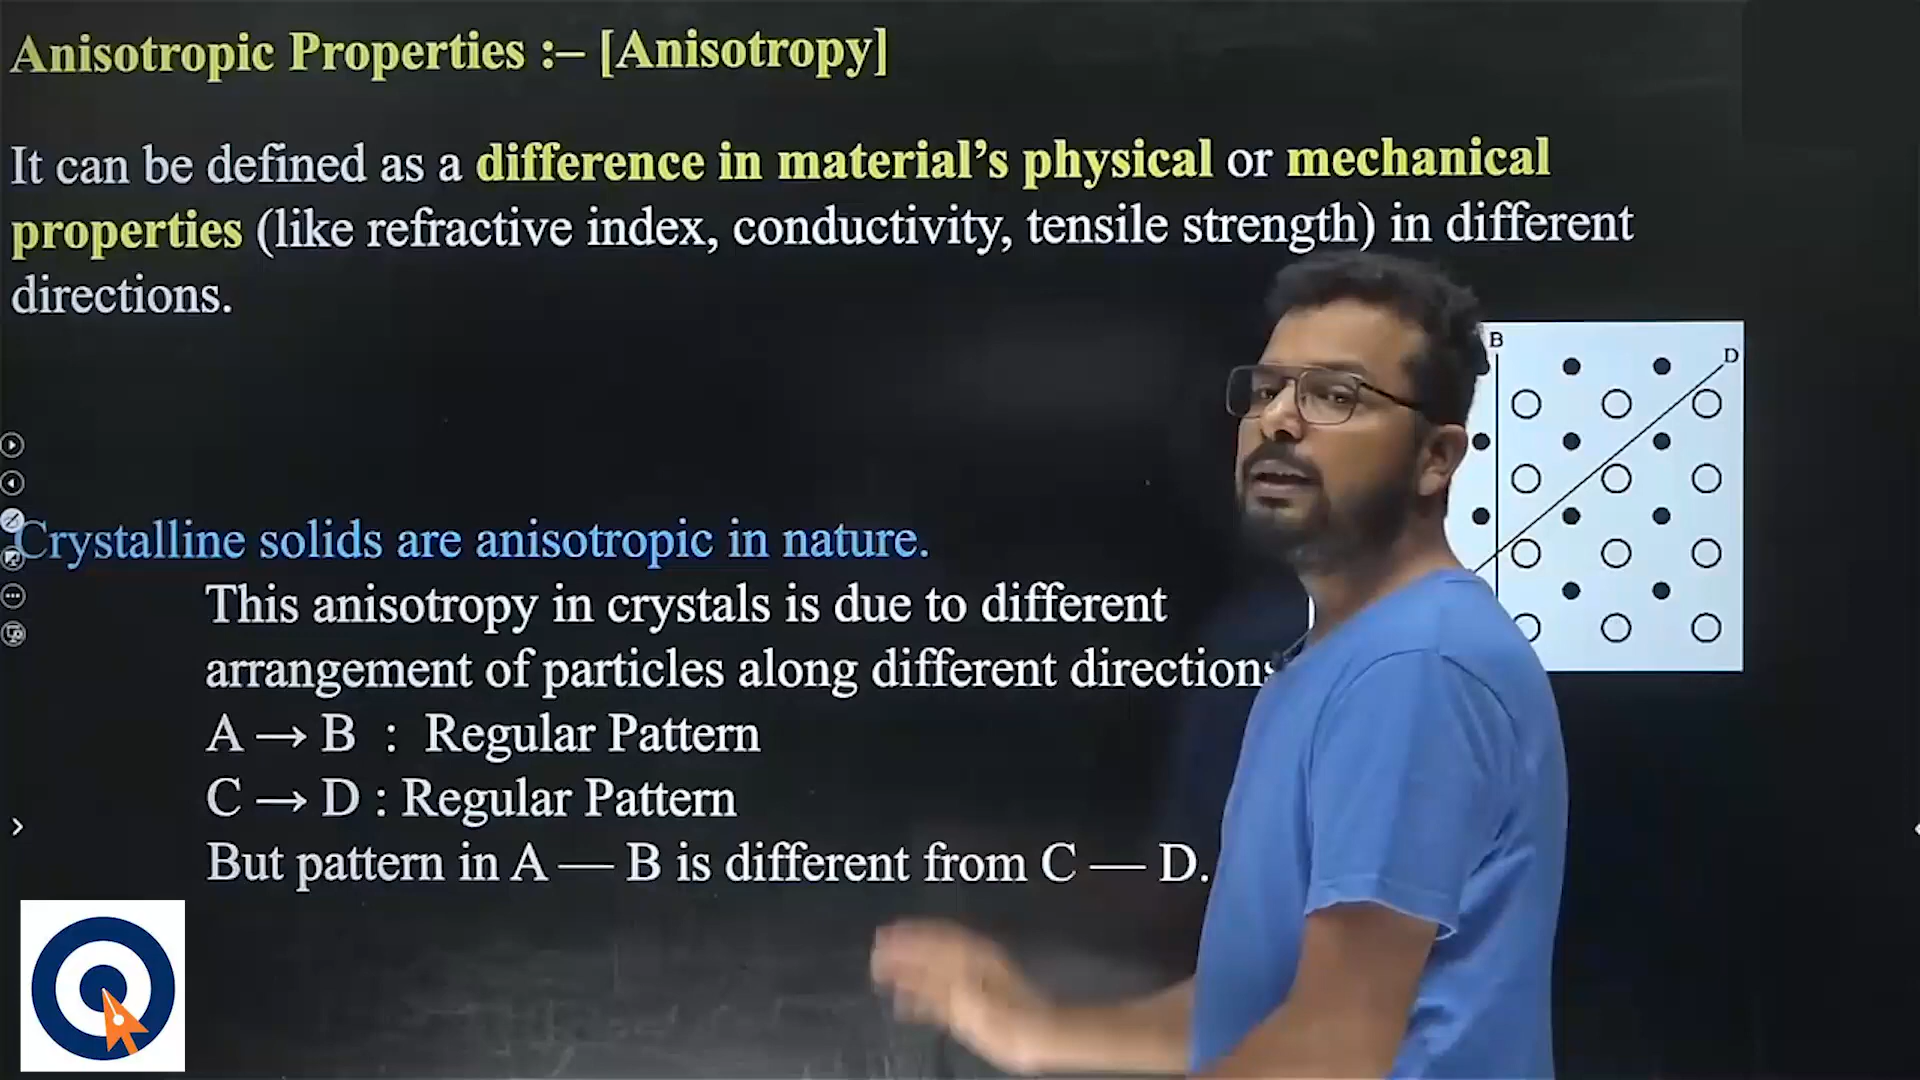 Anisotropic Properties :– [Anisotropy]
It can be defined as a difference in material’s physical or mechanical
properties (like refractive index, conductivity, tensile strength) in different
directions.
B
D
Crystalline solids are anisotropic in nature.
This anisotropy in crystals is due to different
arrangement of particles along different directions
A → B : Regular Pattern
C → D : Regular Pattern
But pattern in A — B is different from C — D.